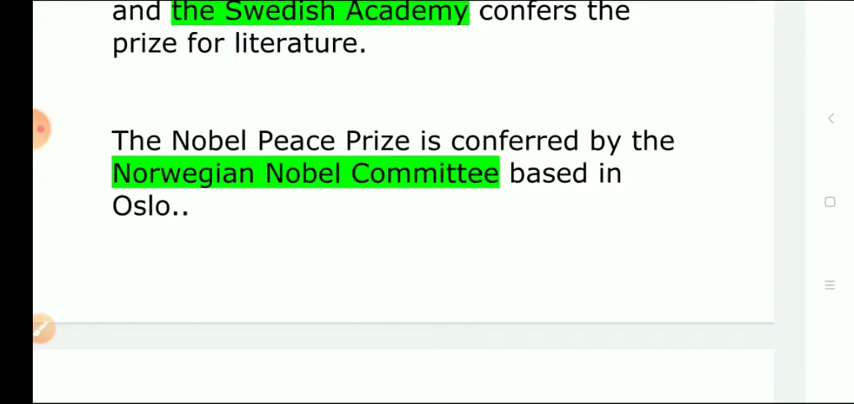 and the Swedish Academy confers the
prize for literature.
The Nobel Peace Prize is conferred by the
Norwegian Nobel Committee based in
Oslo..